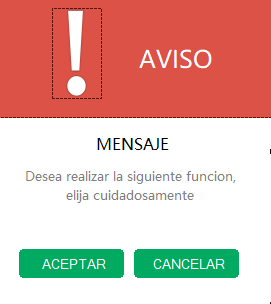 AVISO
MENSAJE
Desea realizar la siguiente funcion,
elija cuidadosamente
ACEPTAR
CANCELAR